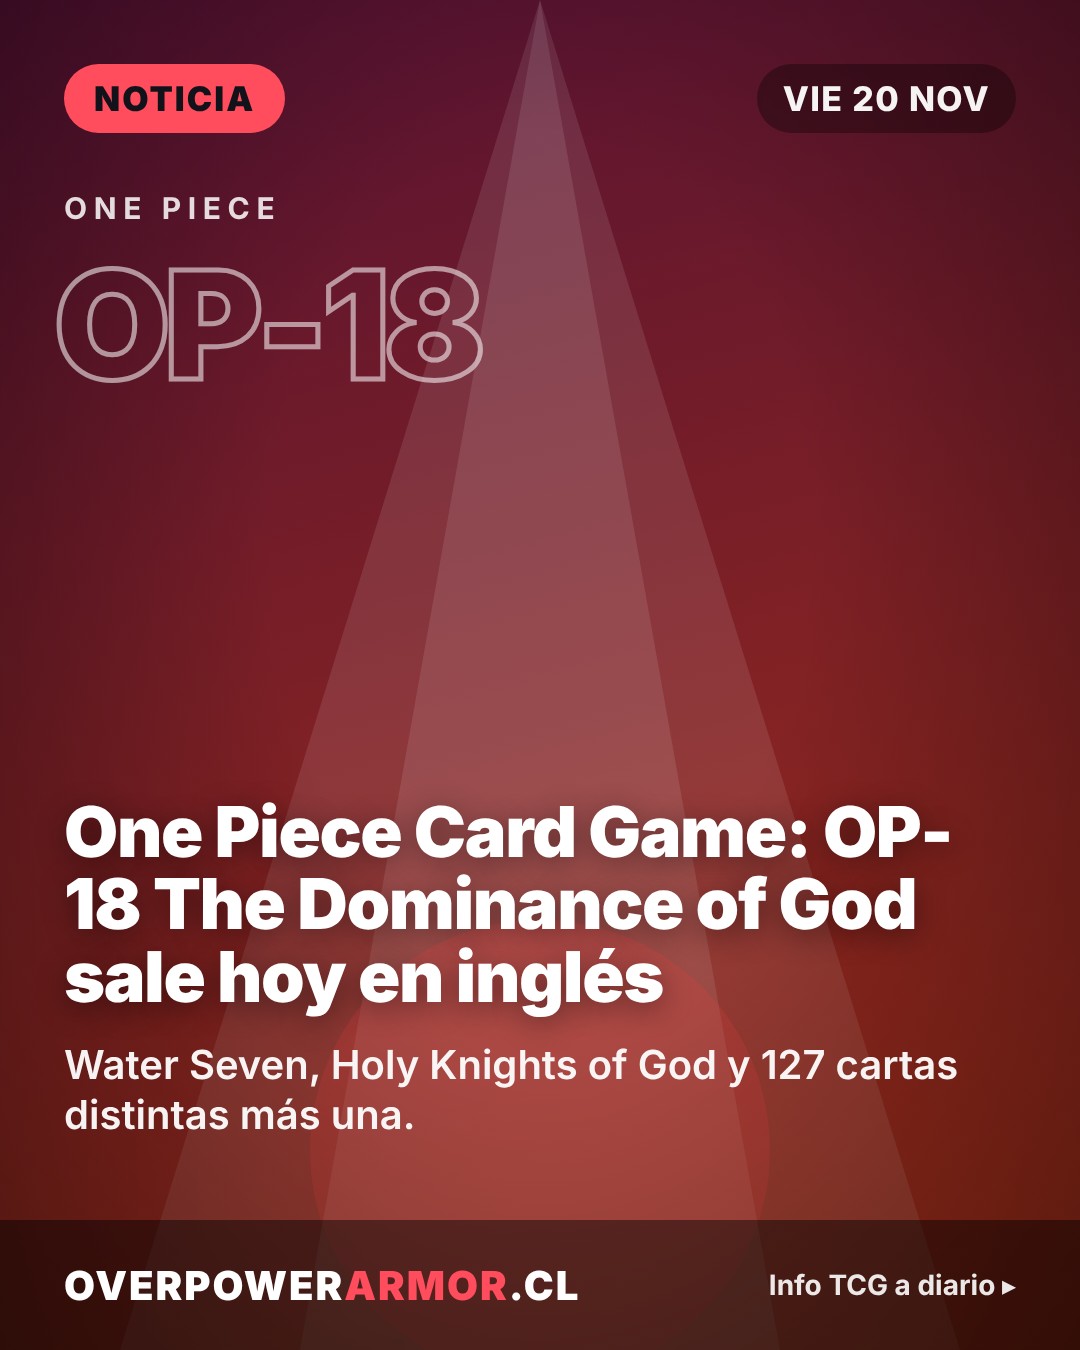 NOTICIA
VIE 20 NOV
ONE PIECE
OP-18
One Piece Card Game: OP-
18 The Dominance of God
sale hoy en inglés
Water Seven, Holy Knights of God y 127 cartas
distintas más una.
OVERPOWERARMOR.CL
Info TCG a diario ▸